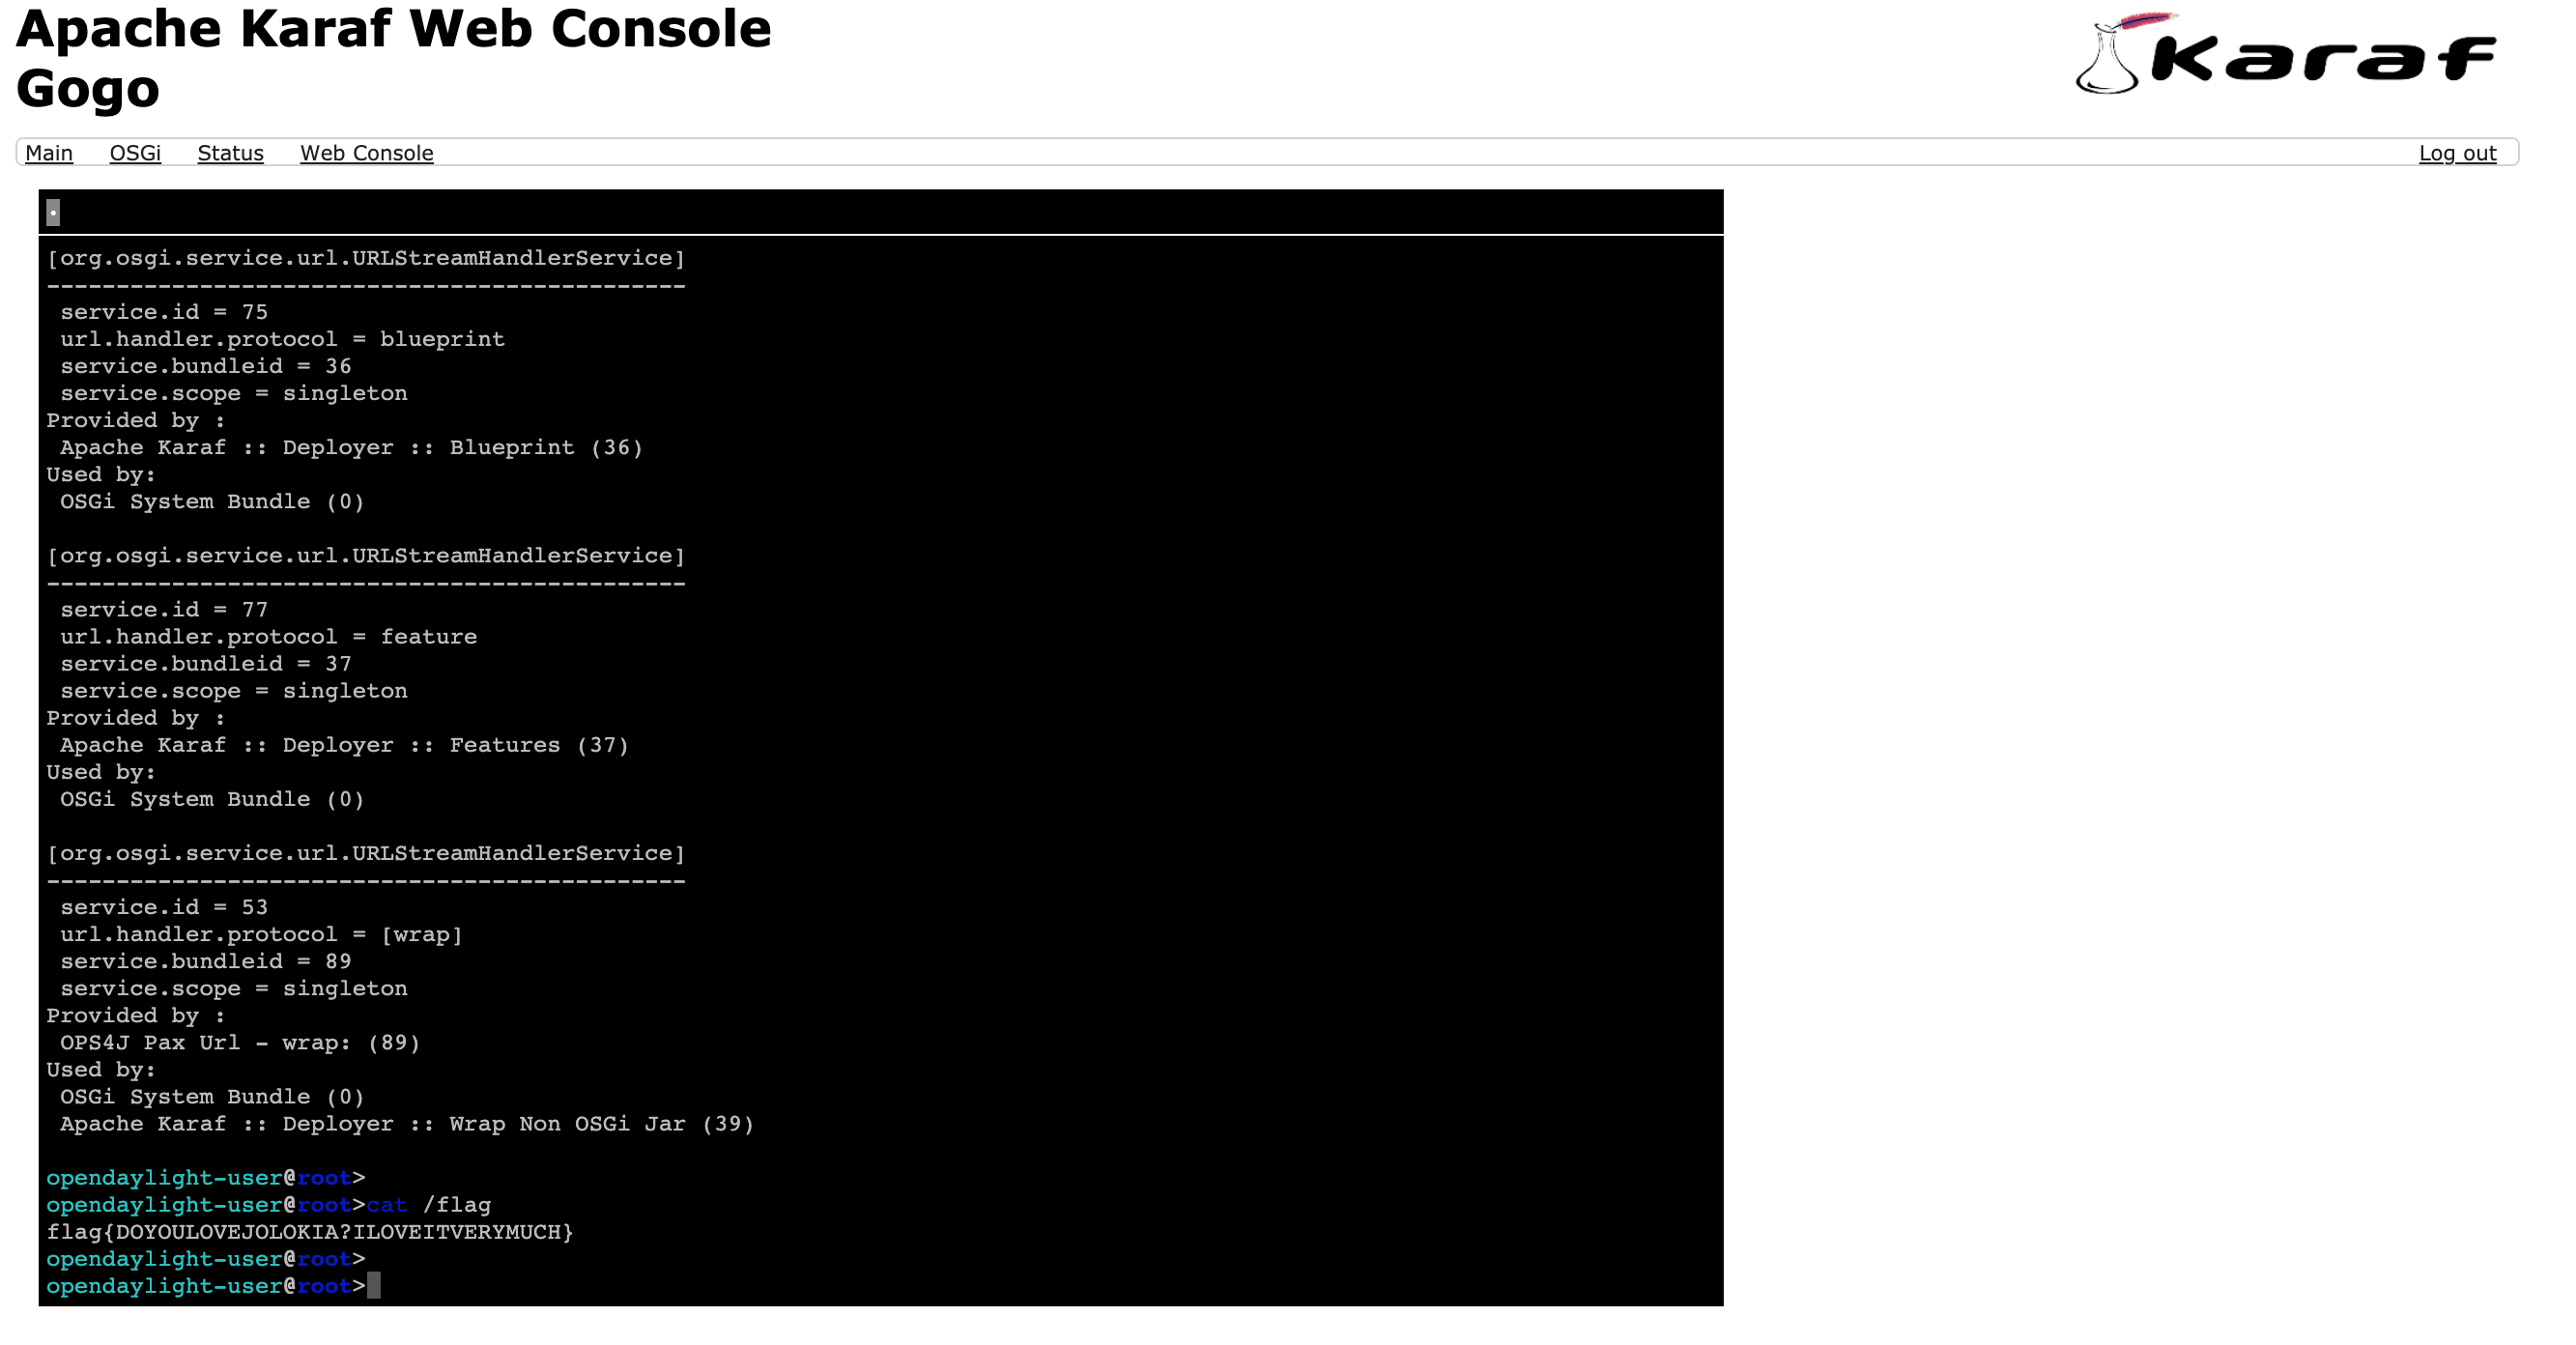 Apache Karaf Web Console
Gogo
Karaf
Main OSGi Status Web Console Log out
[org.osgi.service.url.URLStreamHandlerService]
----------------------------------------------
service.id = 75
url.handler.protocol = blueprint
service.bundleid = 36
service.scope = singleton
Provided by :
Apache Karaf :: Deployer :: Blueprint (36)
Used by:
OSGi System Bundle (0)
[org.osgi.service.url.URLStreamHandlerService]
----------------------------------------------
service.id = 77
url.handler.protocol = feature
service.bundleid = 37
service.scope = singleton
Provided by :
Apache Karaf :: Deployer :: Features (37)
Used by:
OSGi System Bundle (0)
[org.osgi.service.url.URLStreamHandlerService]
----------------------------------------------
service.id = 53
url.handler.protocol = [wrap]
service.bundleid = 89
service.scope = singleton
Provided by :
OPS4J Pax Url - wrap: (89)
Used by:
OSGi System Bundle (0)
Apache Karaf :: Deployer :: Wrap Non OSGi Jar (39)
opendaylight-user@root>
opendaylight-user@root>cat /flag
flag{DOYOULOVEJOLOKIA?ILOVEITVERYMUCH}
opendaylight-user@root>
opendaylight-user@root>